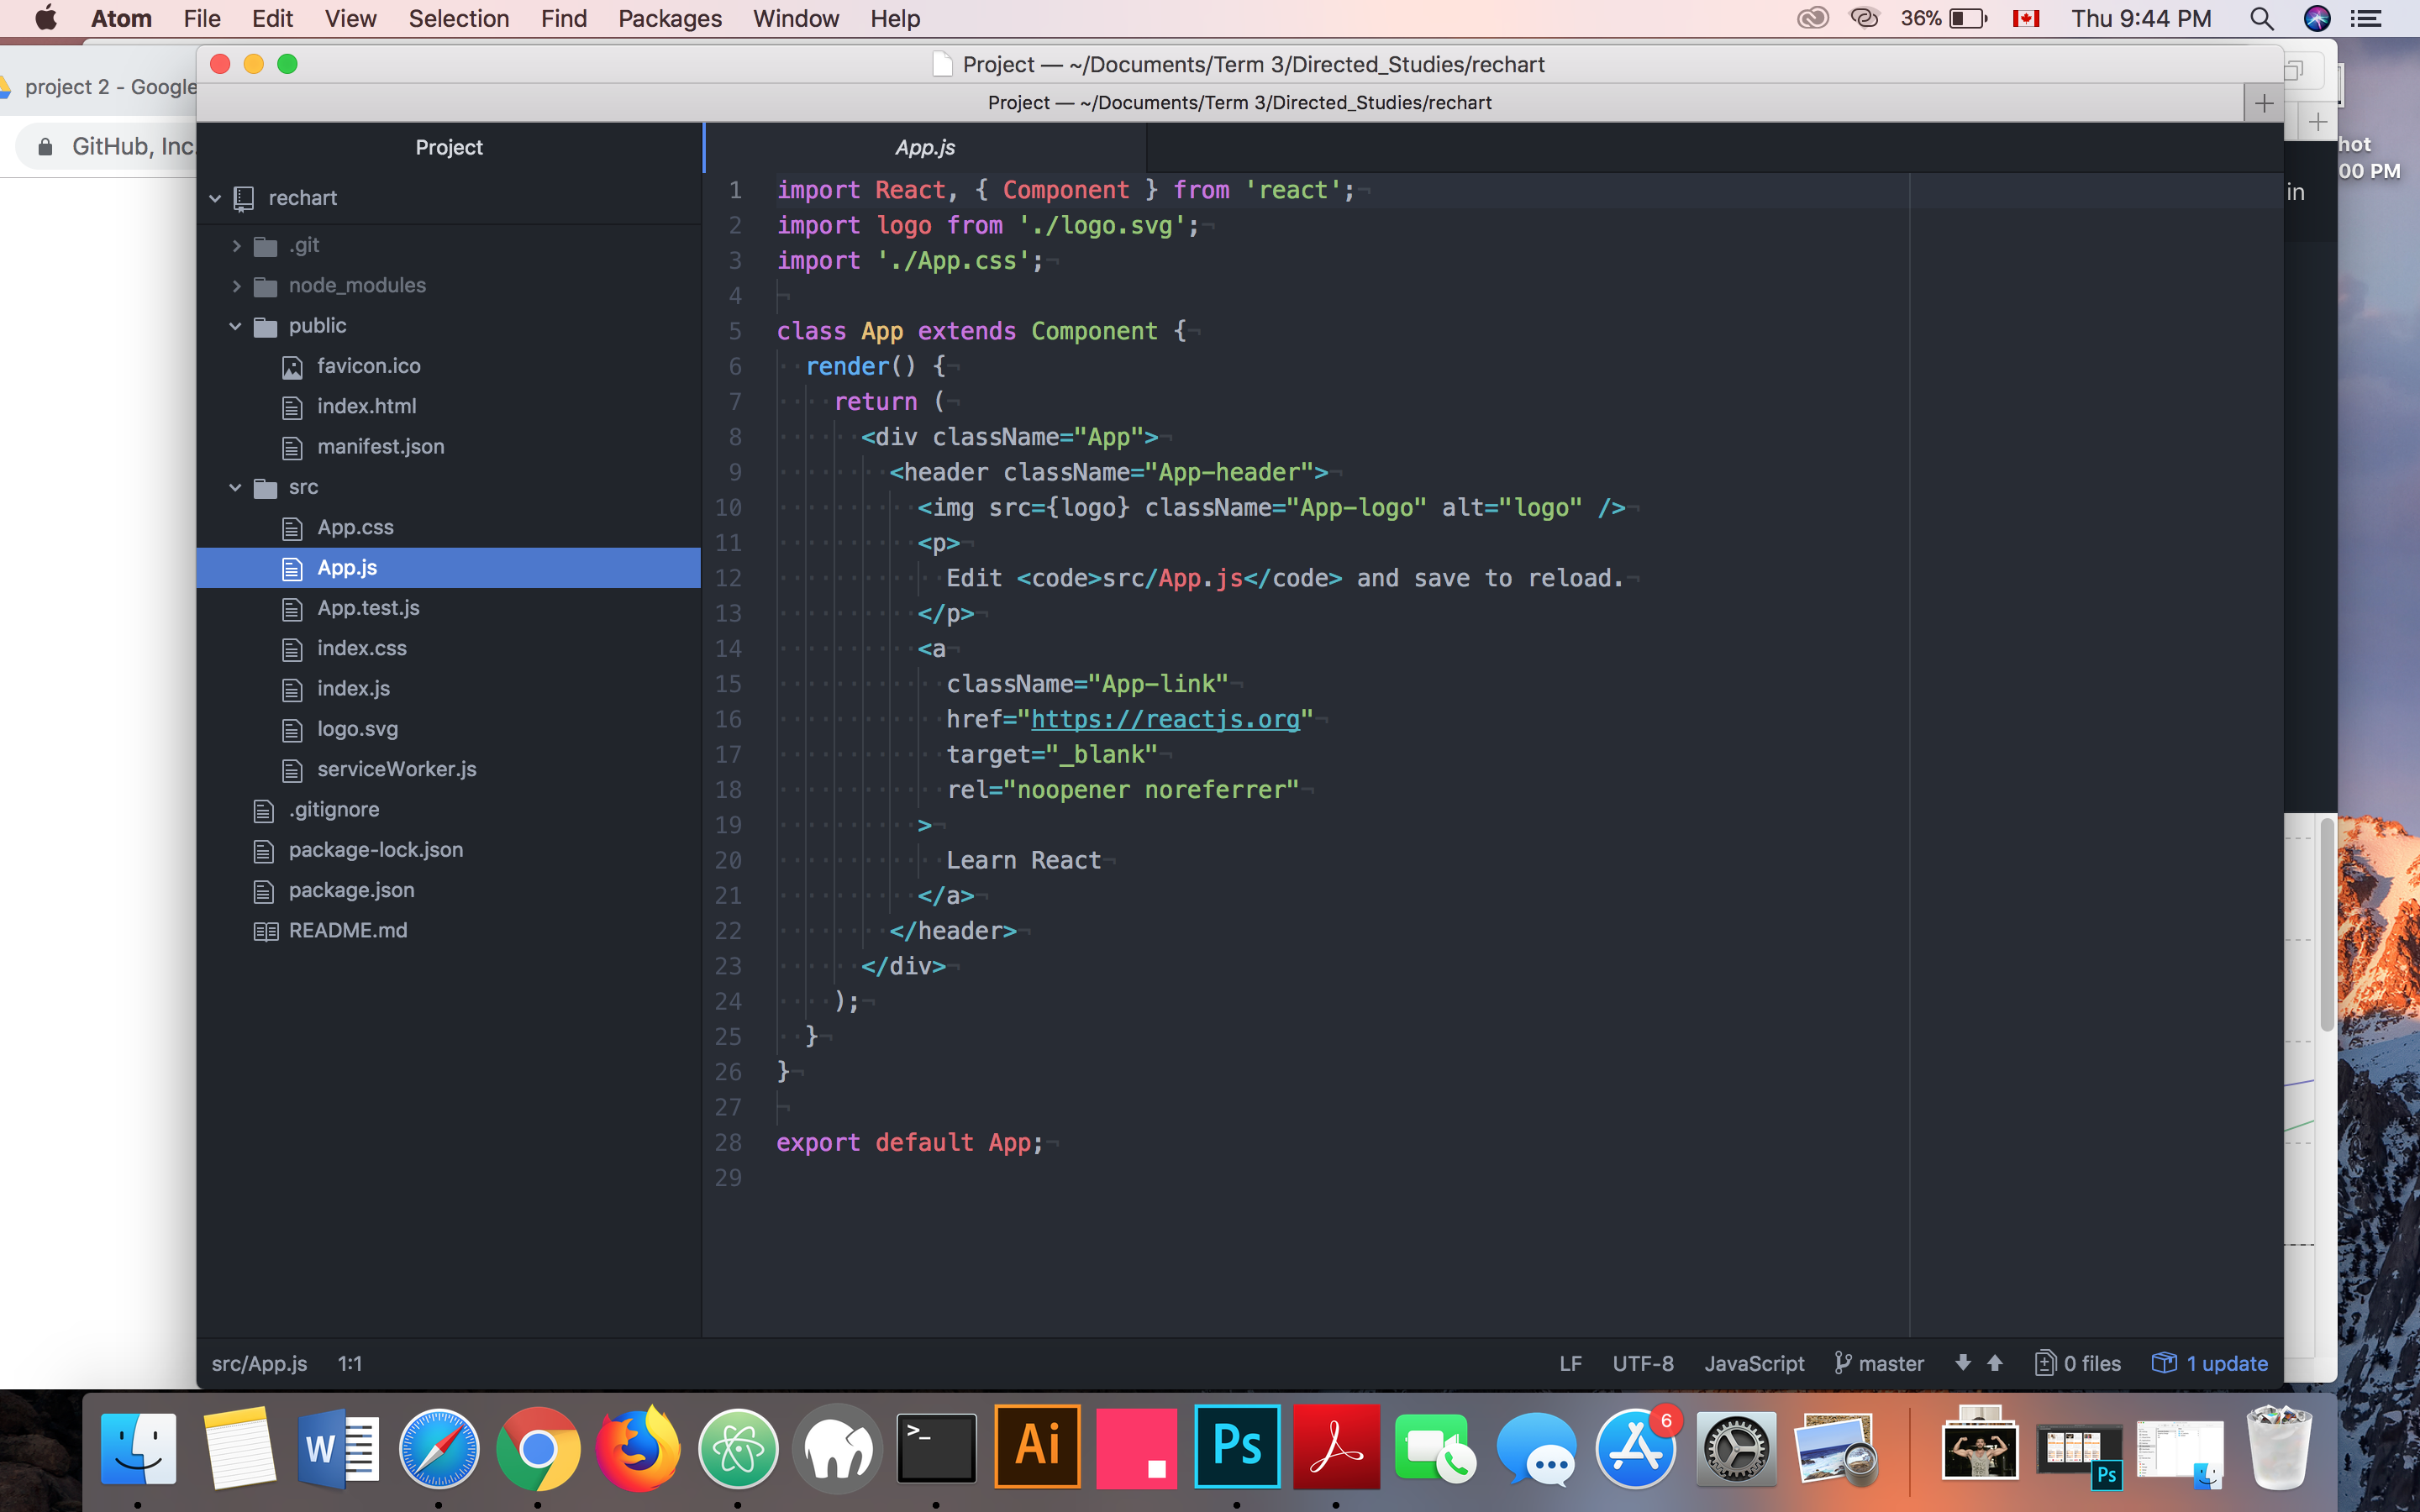 Atom File Edit View Selection Find Packages Window Help 36% Thu 9:44 PM
Project — ~/Documents/Term 3/Directed_Studies/rechart
project 2 - Google
Project — ~/Documents/Term 3/Directed_Studies/rechart
GitHub, Inc.
hot
00 PM
in
Project
rechart
.git
node_modules
public
favicon.ico
index.html
manifest.json
src
App.css
App.js
App.test.js
index.css
index.js
logo.svg
serviceWorker.js
.gitignore
package-lock.json
package.json
README.md
App.js
1 import React, { Component } from 'react';
2 import logo from './logo.svg';
3 import './App.css';
4
5 class App extends Component {
6 render() {
7 return (
8 <div className="App">
9 <header className="App-header">
10 <img src={logo} className="App-logo" alt="logo" />
11 <p>
12 Edit <code>src/App.js</code> and save to reload.
13 </p>
14 <a
15 className="App-link"
16 href="https://reactjs.org"
17 target="_blank"
18 rel="noopener noreferrer"
19 >
20 Learn React
21 </a>
22 </header>
23 </div>
24 );
25 }
26 }
27
28 export default App;
29
src/App.js 1:1 LF UTF-8 JavaScript master 0 files 1 update
W >_ Ai Ps 6 Ps